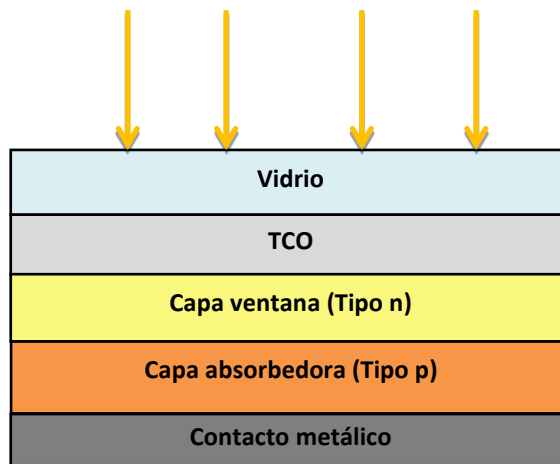 Vidrio
TCO
Capa ventana (Tipo n)
Capa absorbedora (Tipo p)
Contacto metálico